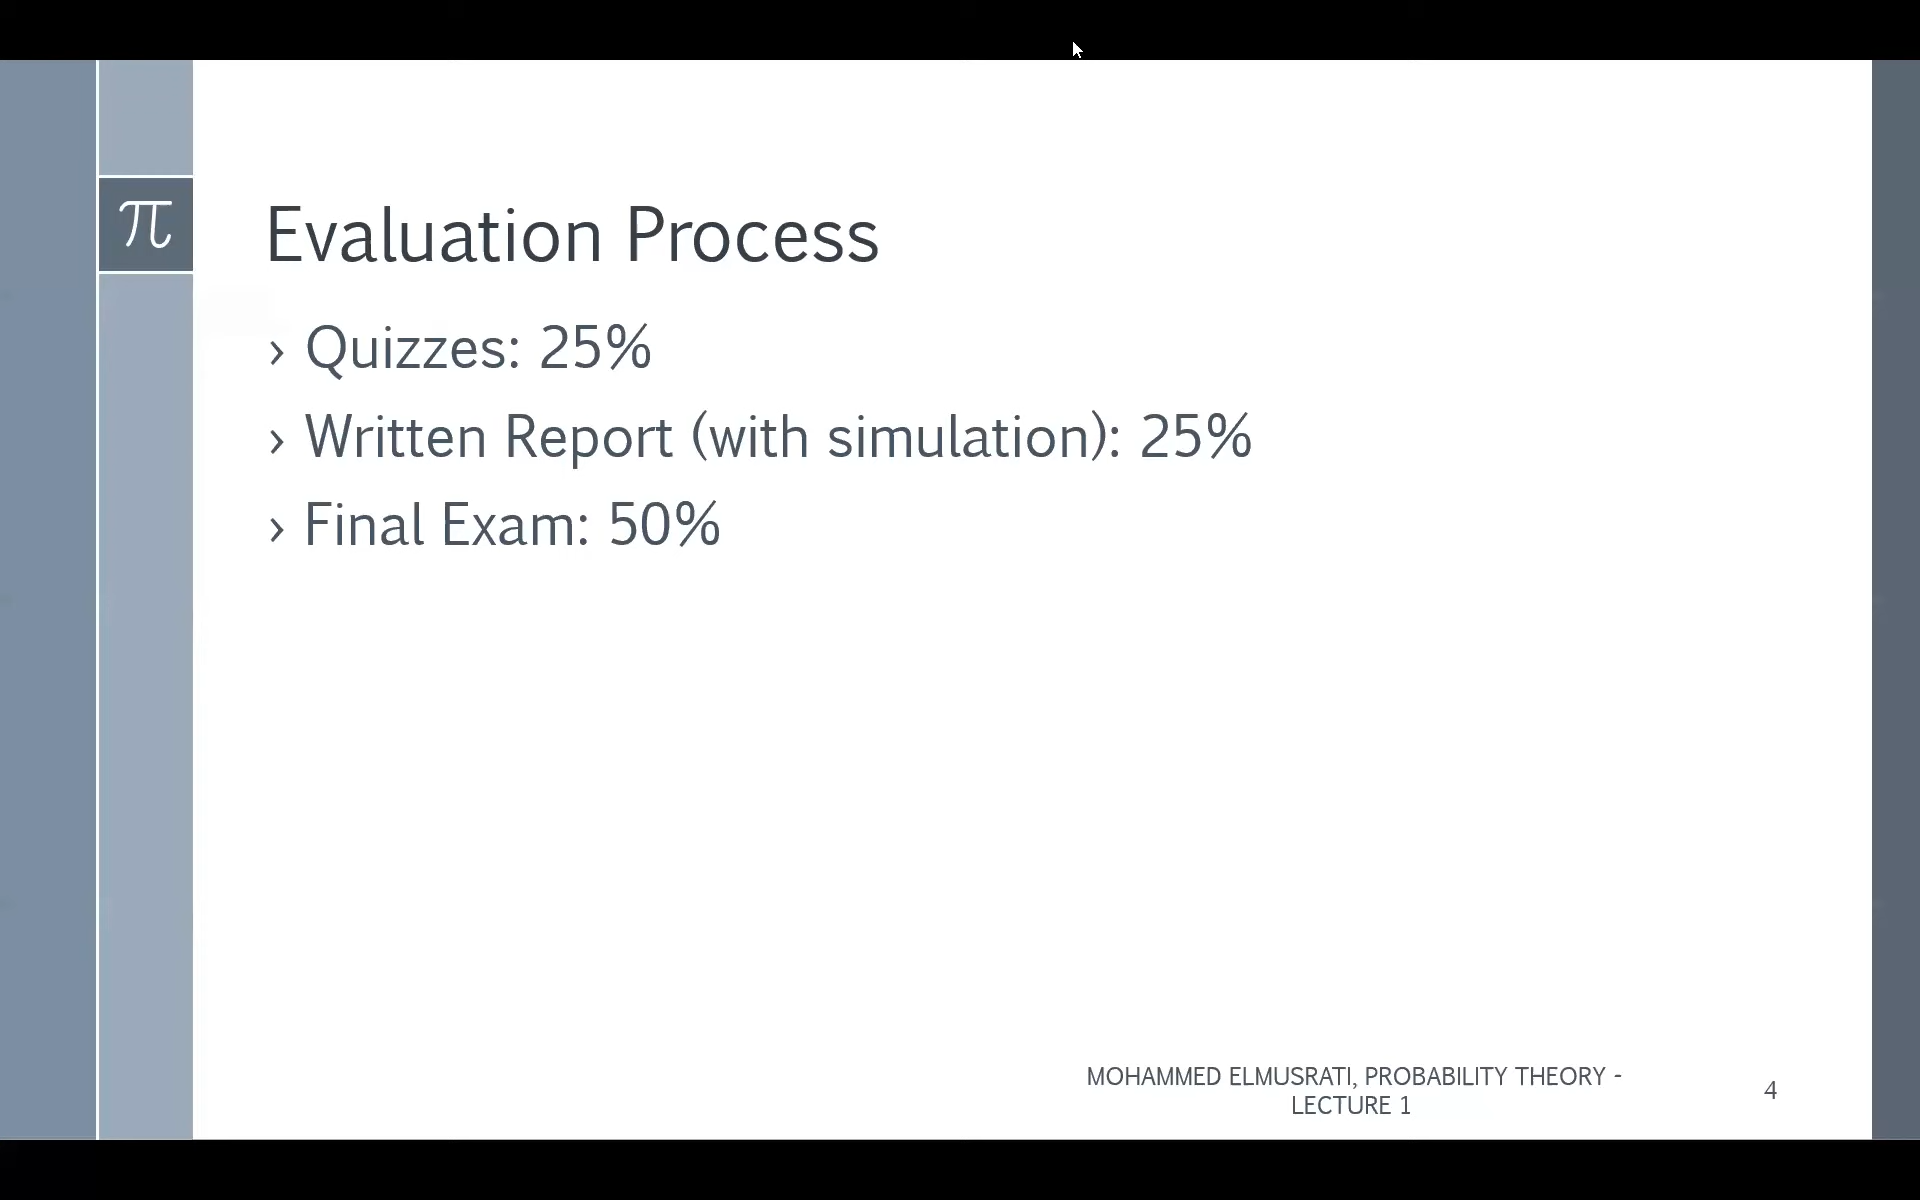 π
Evaluation Process
› Quizzes: 25%
› Written Report (with simulation): 25%
› Final Exam: 50%
MOHAMMED ELMUSRATI, PROBABILITY THEORY -
LECTURE 1
4